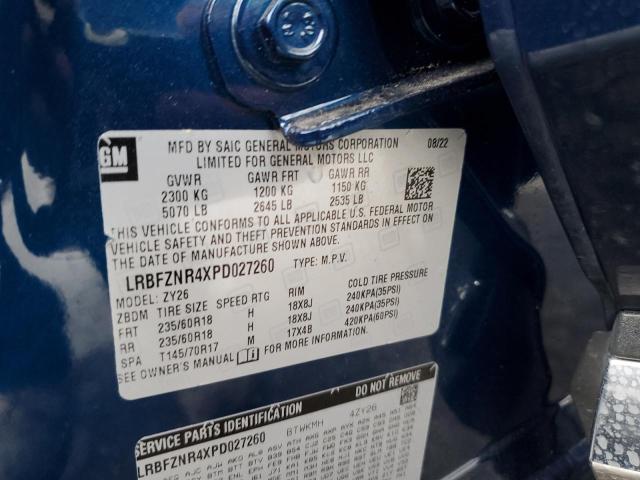 GM
MFD BY SAIC GENERAL MOTORS CORPORATION 08/22
LIMITED FOR GENERAL MOTORS LLC
GVWR GAWR FRT GAWR RR
2300 KG 1200 KG 1150 KG
5070 LB 2645 LB 2535 LB
THIS VEHICLE CONFORMS TO ALL APPLICABLE U.S. FEDERAL MOTOR
VEHICLE SAFETY AND THEFT PREVENTION STANDARDS IN EFFECT ON
THE DATE OF MANUFACTURE SHOWN ABOVE.
LRBFZNR4XPD027260 TYPE: M.P.V.
MODEL: ZY26
ZBDM TIRE SIZE SPEED RTG RIM COLD TIRE PRESSURE
FRT 235/60R18 H 18X8J 240KPA(35PSI)
RR 235/60R18 H 18X8J 240KPA(35PSI)
SPA T145/70R17 M 17X4B 420KPA(60PSI)
SEE OWNER'S MANUAL
SERVICE PARTS IDENTIFICATION DO NOT REMOVE
LRBFZNR4XPD027260 BTWKMH 4ZY26